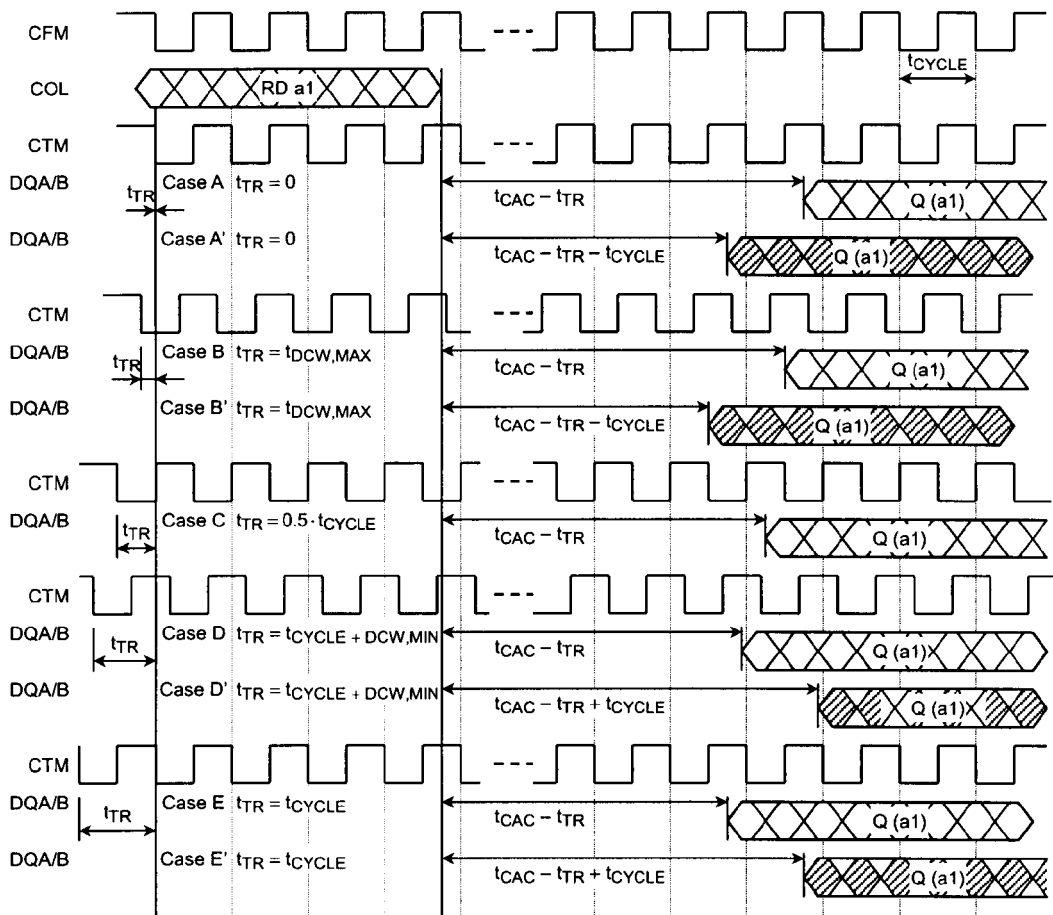 CFM
tCYCLE
COL RD a1
CTM
DQA/B Case A tTR = 0
tTR tCAC – tTR Q (a1)
DQA/B Case A' tTR = 0
tCAC – tTR – tCYCLE Q (a1)
CTM
DQA/B Case B tTR = tDCW,MAX
tTR tCAC – tTR Q (a1)
DQA/B Case B' tTR = tDCW,MAX
tCAC – tTR – tCYCLE Q (a1)
CTM
DQA/B Case C tTR = 0.5 · tCYCLE
tTR tCAC – tTR Q (a1)
CTM
DQA/B Case D tTR = tCYCLE + DCW,MIN
tTR tCAC – tTR Q (a1)
DQA/B Case D' tTR = tCYCLE + DCW,MIN
tCAC – tTR + tCYCLE Q (a1)
CTM
DQA/B Case E tTR = tCYCLE
tTR tCAC – tTR Q (a1)
DQA/B Case E' tTR = tCYCLE
tCAC – tTR + tCYCLE Q (a1)